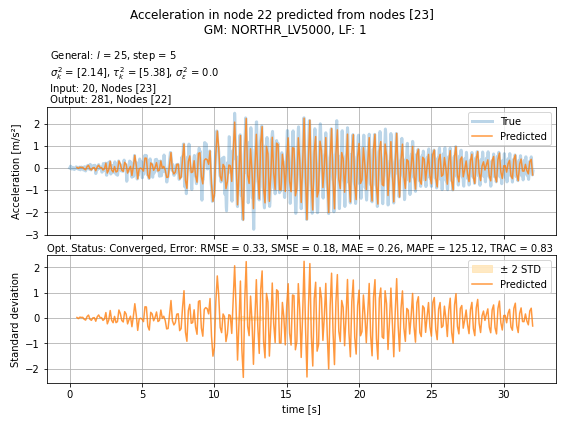 Acceleration in node 22 predicted from nodes [23]
GM: NORTHR_LV5000, LF: 1
General: l = 25, step = 5
σ²ₖ = [2.14], τ²ₖ = [5.38], σ²ε = 0.0
Input: 20, Nodes [23]
Output: 281, Nodes [22]
Acceleration [m/s²]
2
1
0
−1
−2
−3
True
Predicted
Opt. Status: Converged, Error: RMSE = 0.33, SMSE = 0.18, MAE = 0.26, MAPE = 125.12, TRAC = 0.83
Standard deviation
2
1
0
−1
−2
± 2 STD
Predicted
0 5 10 15 20 25 30
time [s]